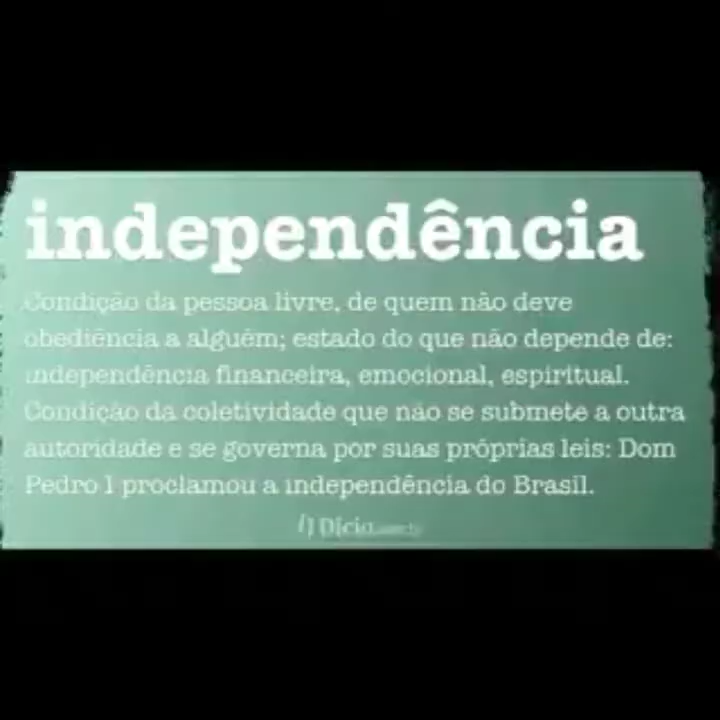 independência
Condição da pessoa livre, de quem não deve
obediência a alguém; estado do que não depende de:
independência financeira, emocional, espiritual.
Condição da coletividade que não se submete a outra
autoridade e se governa por suas próprias leis: Dom
Pedro I proclamou a independência do Brasil.
Dicio